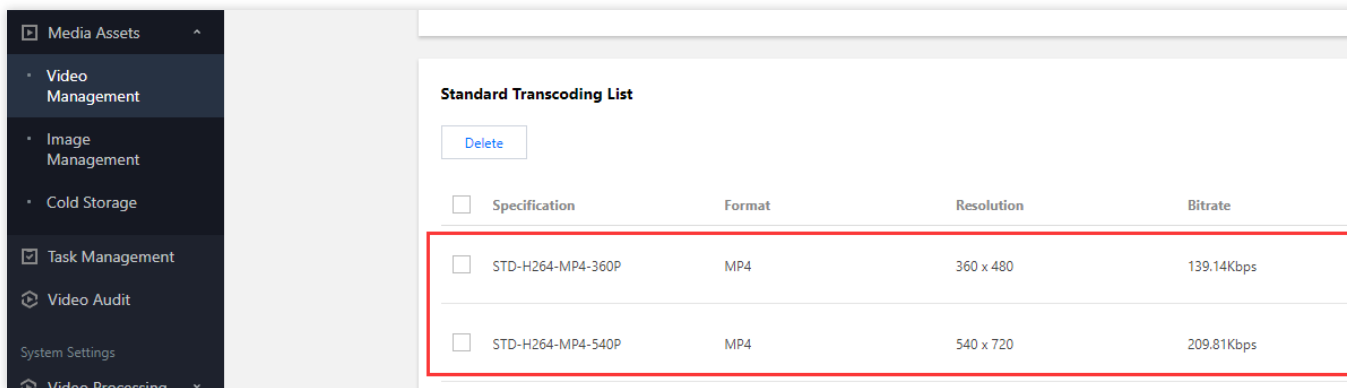 Media Assets
Video
Management
Image
Management
Cold Storage
Task Management
Video Audit
System Settings
Video Processing
Standard Transcoding List
Delete
Specification Format Resolution Bitrate
STD-H264-MP4-360P MP4 360 x 480 139.14Kbps
STD-H264-MP4-540P MP4 540 x 720 209.81Kbps